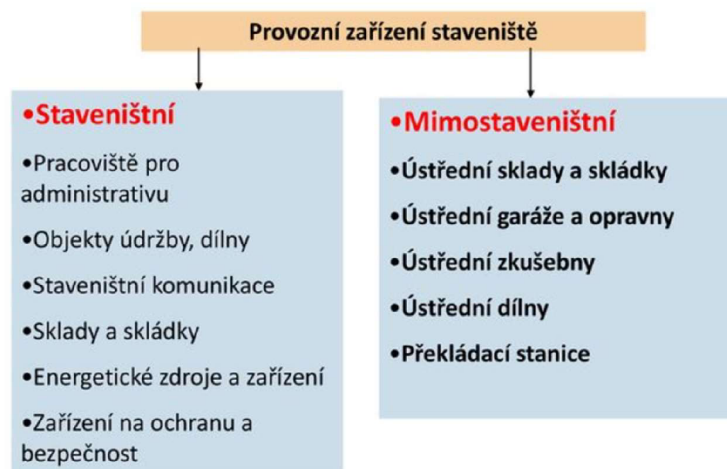 Provozní zařízení staveniště
•Staveništní
•Pracoviště pro
administrativu
•Objekty údržby, dílny
•Staveništní komunikace
•Sklady a skládky
•Energetické zdroje a zařízení
•Zařízení na ochranu a
bezpečnost
•Mimostaveništní
•Ústřední sklady a skládky
•Ústřední garáže a opravny
•Ústřední zkušebny
•Ústřední dílny
•Překládací stanice